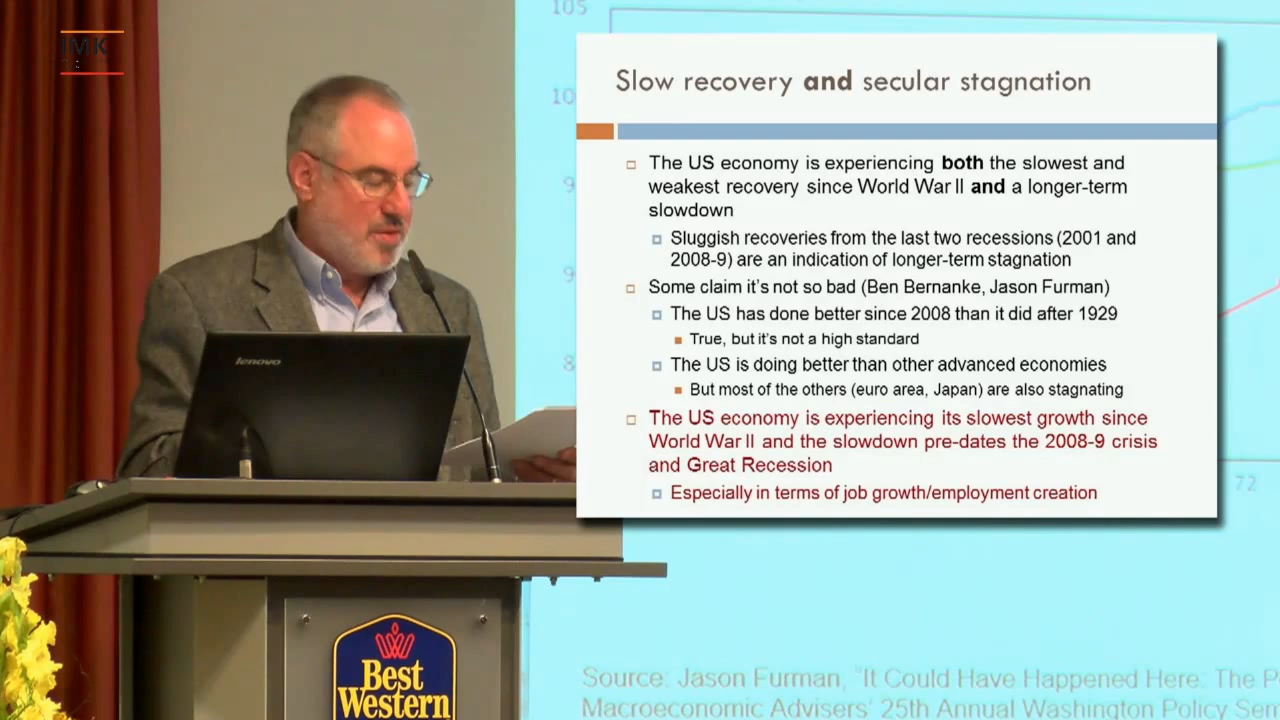 IMK
lenovo
Best
Western
105
Slow recovery and secular stagnation
The US economy is experiencing both the slowest and
weakest recovery since World War II and a longer-term
slowdown
Sluggish recoveries from the last two recessions (2001 and
2008-9) are an indication of longer-term stagnation
Some claim it's not so bad (Ben Bernanke, Jason Furman)
The US has done better since 2008 than it did after 1929
True, but it's not a high standard
The US is doing better than other advanced economies
But most of the others (euro area, Japan) are also stagnating
The US economy is experiencing its slowest growth since
World War II and the slowdown pre-dates the 2008-9 crisis
and Great Recession
Especially in terms of job growth/employment creation
72
Source: Jason Furman, "It Could Have Happened Here: The
Macroeconomic Advisers' 25th Annual Washington Policy